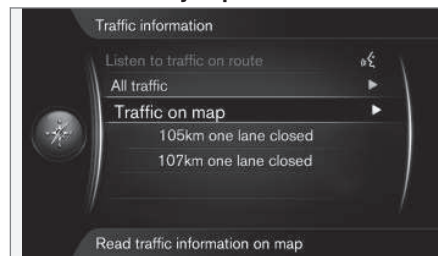 Traffic information
Listen to traffic on route
All traffic
Traffic on map
105km one lane closed
107km one lane closed
Read traffic information on map